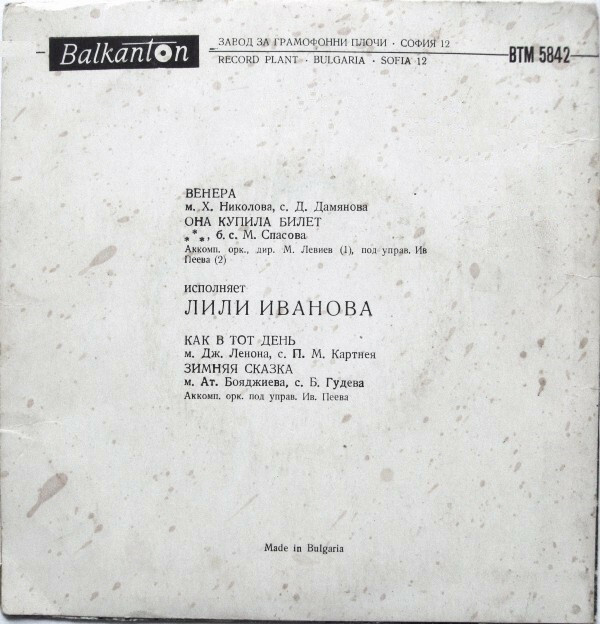 Balkanton
ЗАВОД ЗА ГРАМОФОННИ ПЛОЧИ · СОФИЯ 12
RECORD PLANT · BULGARIA · SOFIA 12
ВТМ 5842
ВЕНЕРА
м. Х. Николова, с. Д. Дамянова
ОНА КУПИЛА БИЛЕТ
***, б. с. М. Спасова
Аккомп. орк., дир. М. Левиев (1), под управ. Ив
Пеева (2)
исполняет
ЛИЛИ ИВАНОВА
КАК В ТОТ ДЕНЬ
м. Дж. Ленона, с. П. М. Картнея
ЗИМНЯЯ СКАЗКА
м. Ат. Бояджиева, с. Б. Гудева
Аккомп. орк. под управ. Ив. Пеева
Made in Bulgaria